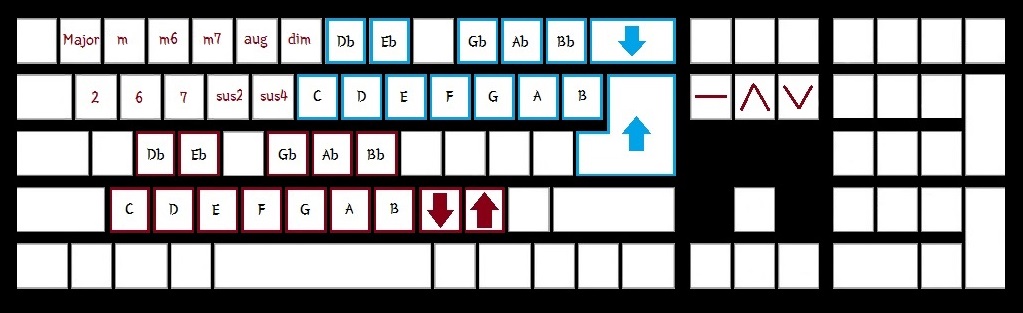 Major m m6 m7 aug dim Db Eb Gb Ab Bb
2 6 7 sus2 sus4 C D E F G A B
Db Eb Gb Ab Bb
C D E F G A B